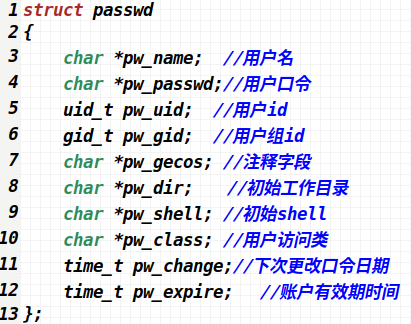 1 struct passwd
2 {
3 char *pw_name; //用户名
4 char *pw_passwd;//用户口令
5 uid_t pw_uid; //用户id
6 gid_t pw_gid; //用户组id
7 char *pw_gecos; //注释字段
8 char *pw_dir; //初始工作目录
9 char *pw_shell; //初始shell
10 char *pw_class; //用户访问类
11 time_t pw_change;//下次更改口令日期
12 time_t pw_expire; //账户有效期时间
13 };